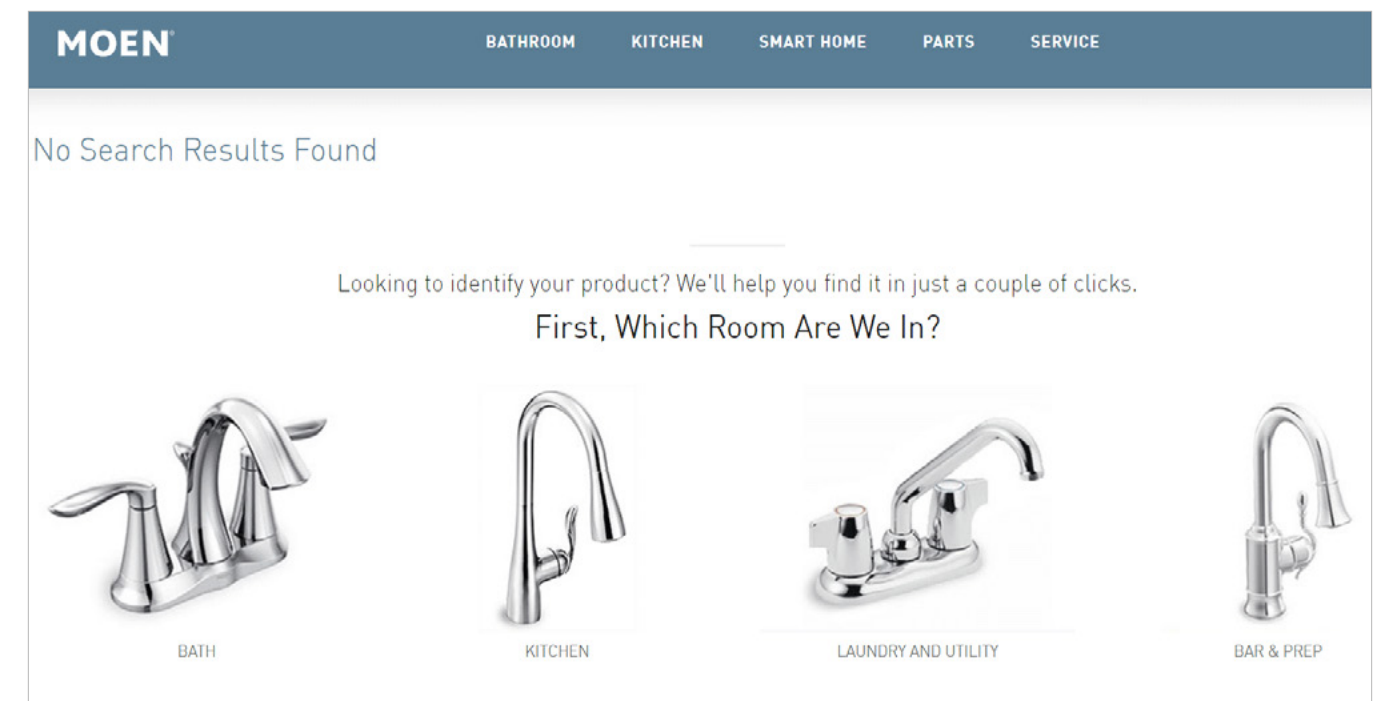 MOEN®
BATHROOM KITCHEN SMART HOME PARTS SERVICE
No Search Results Found
Looking to identify your product? We'll help you find it in just a couple of clicks.
First, Which Room Are We In?
BATH KITCHEN LAUNDRY AND UTILITY BAR & PREP